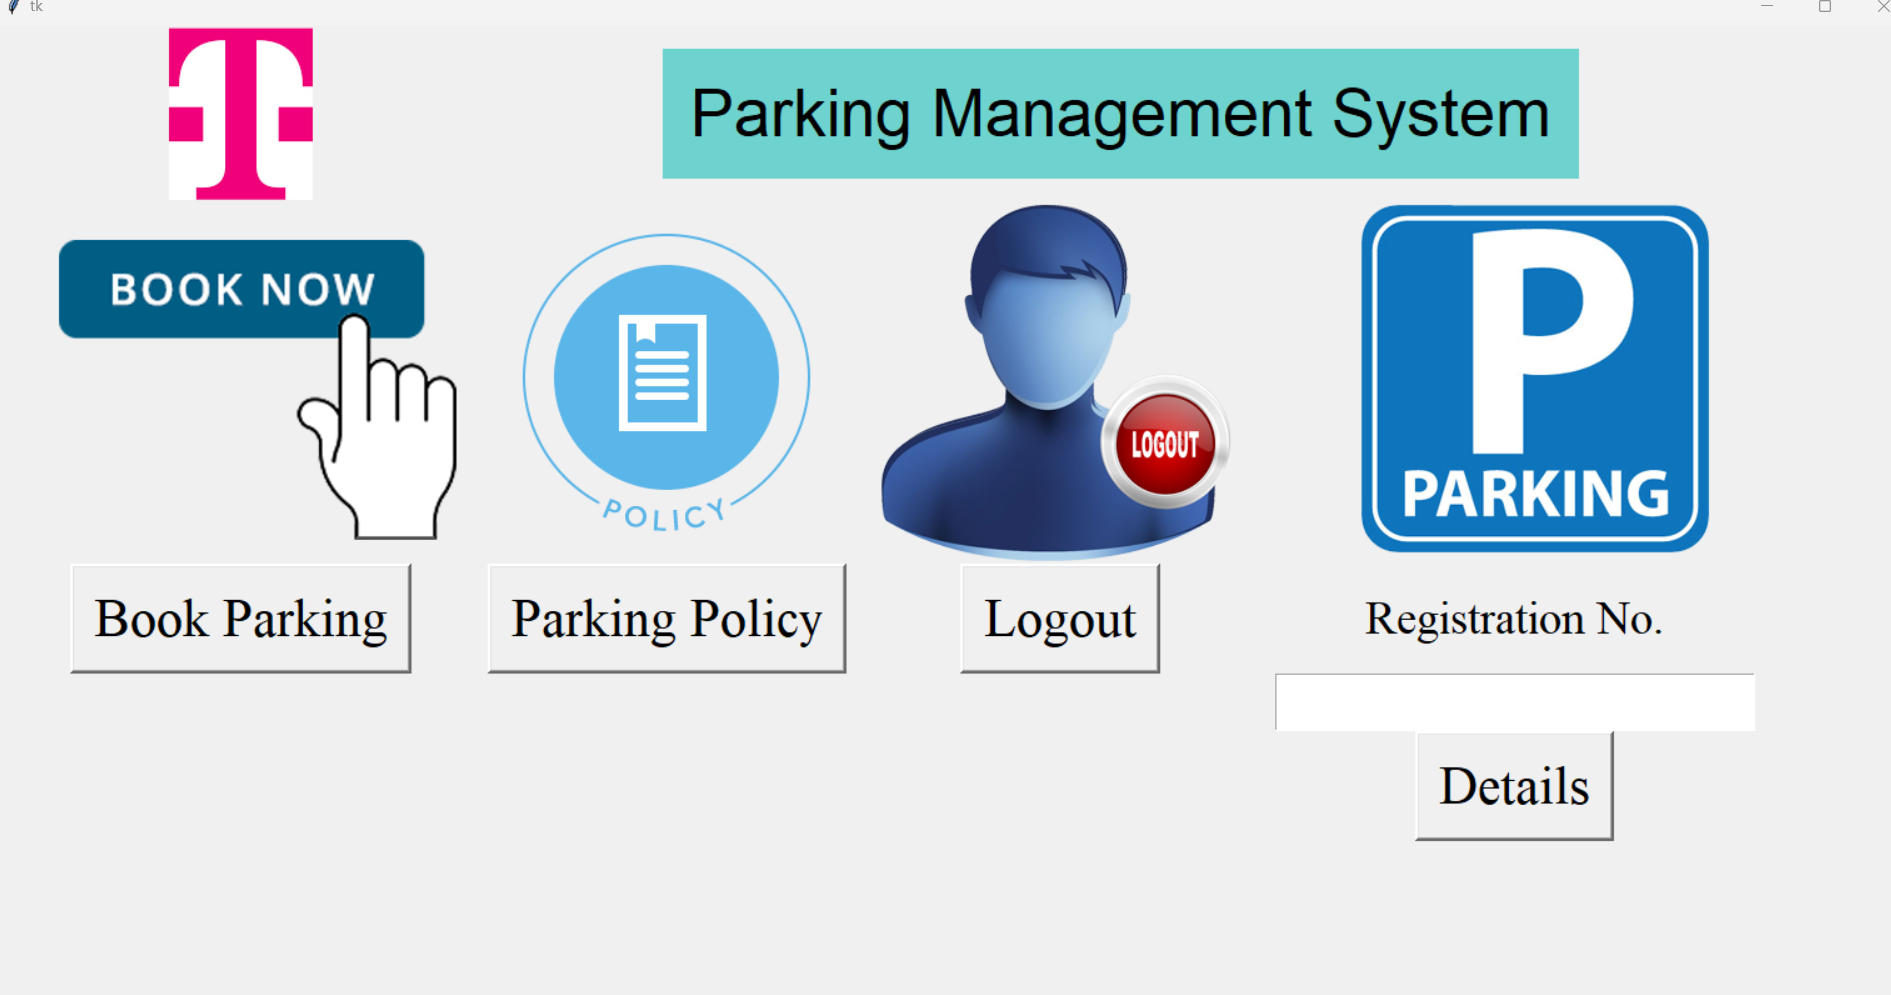 tk
T
Parking Management System
BOOK NOW
POLICY
LOGOUT
P
PARKING
Book Parking
Parking Policy
Logout
Registration No.
Details